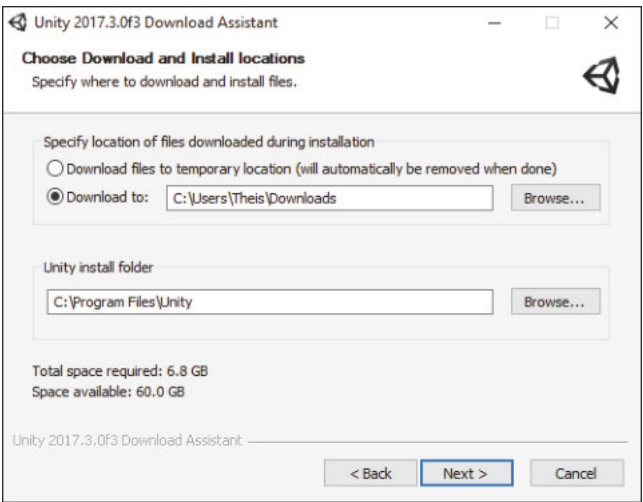 Unity 2017.3.0f3 Download Assistant
Choose Download and Install locations
Specify where to download and install files.
Specify location of files downloaded during installation
Download files to temporary location (will automatically be removed when done)
Download to: C:\Users\Theis\Downloads Browse...
Unity install folder
C:\Program Files\Unity Browse...
Total space required: 6.8 GB
Space available: 60.0 GB
Unity 2017.3.0f3 Download Assistant
< Back Next > Cancel